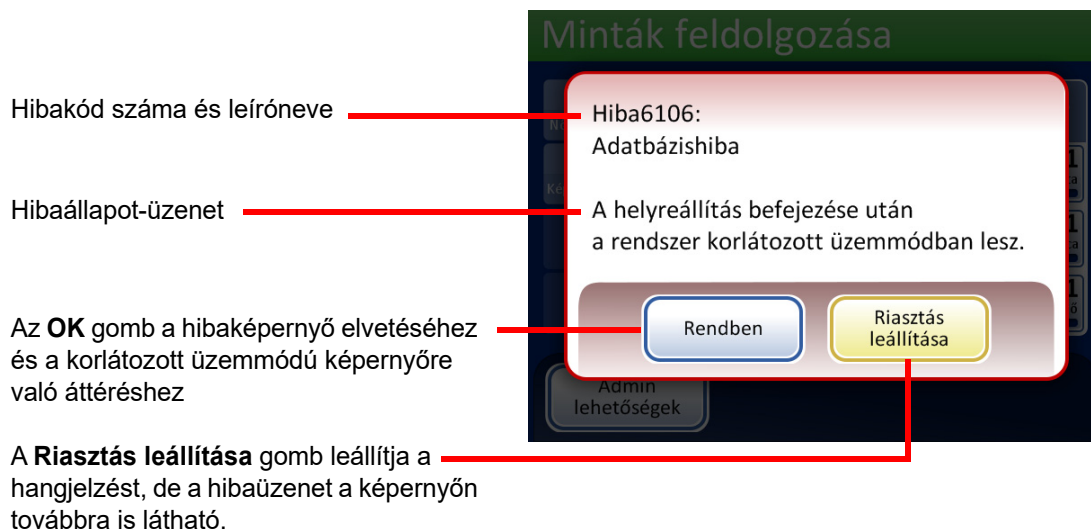 Minták feldolgozása
Hibakód száma és leíróneve
Hiba6106:
Adatbázishiba
Hibaállapot-üzenet
A helyreállítás befejezése után
a rendszer korlátozott üzemmódban lesz.
Az OK gomb a hibaképernyő elvetéséhez
és a korlátozott üzemmódú képernyőre
való áttéréshez
Rendben
Riasztás
leállítása
Admin
lehetőségek
A Riasztás leállítása gomb leállítja a
hangjelzést, de a hibaüzenet a képernyőn
továbbra is látható.